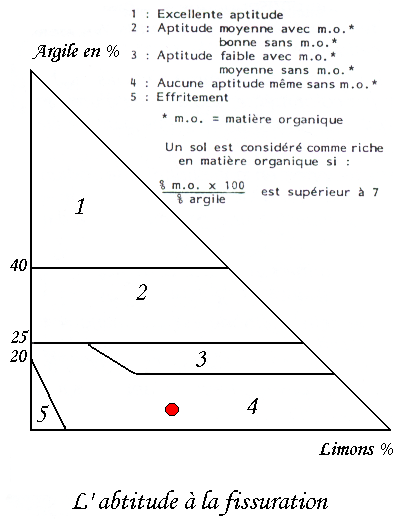 1 : Excellente aptitude
2 : Aptitude moyenne avec m.o.*
bonne sans m.o.*
3 : Aptitude faible avec m.o.*
moyenne sans m.o.*
4 : Aucune aptitude même sans m.o.*
5 : Effritement
* m.o. = matière organique
Un sol est considéré comme riche
en matière organique si :
% m.o. x 100
% argile
est supérieur à 7
Argile en %
1
40
2
25
3
20
4
5
Limons %
L'abtitude à la fissuration